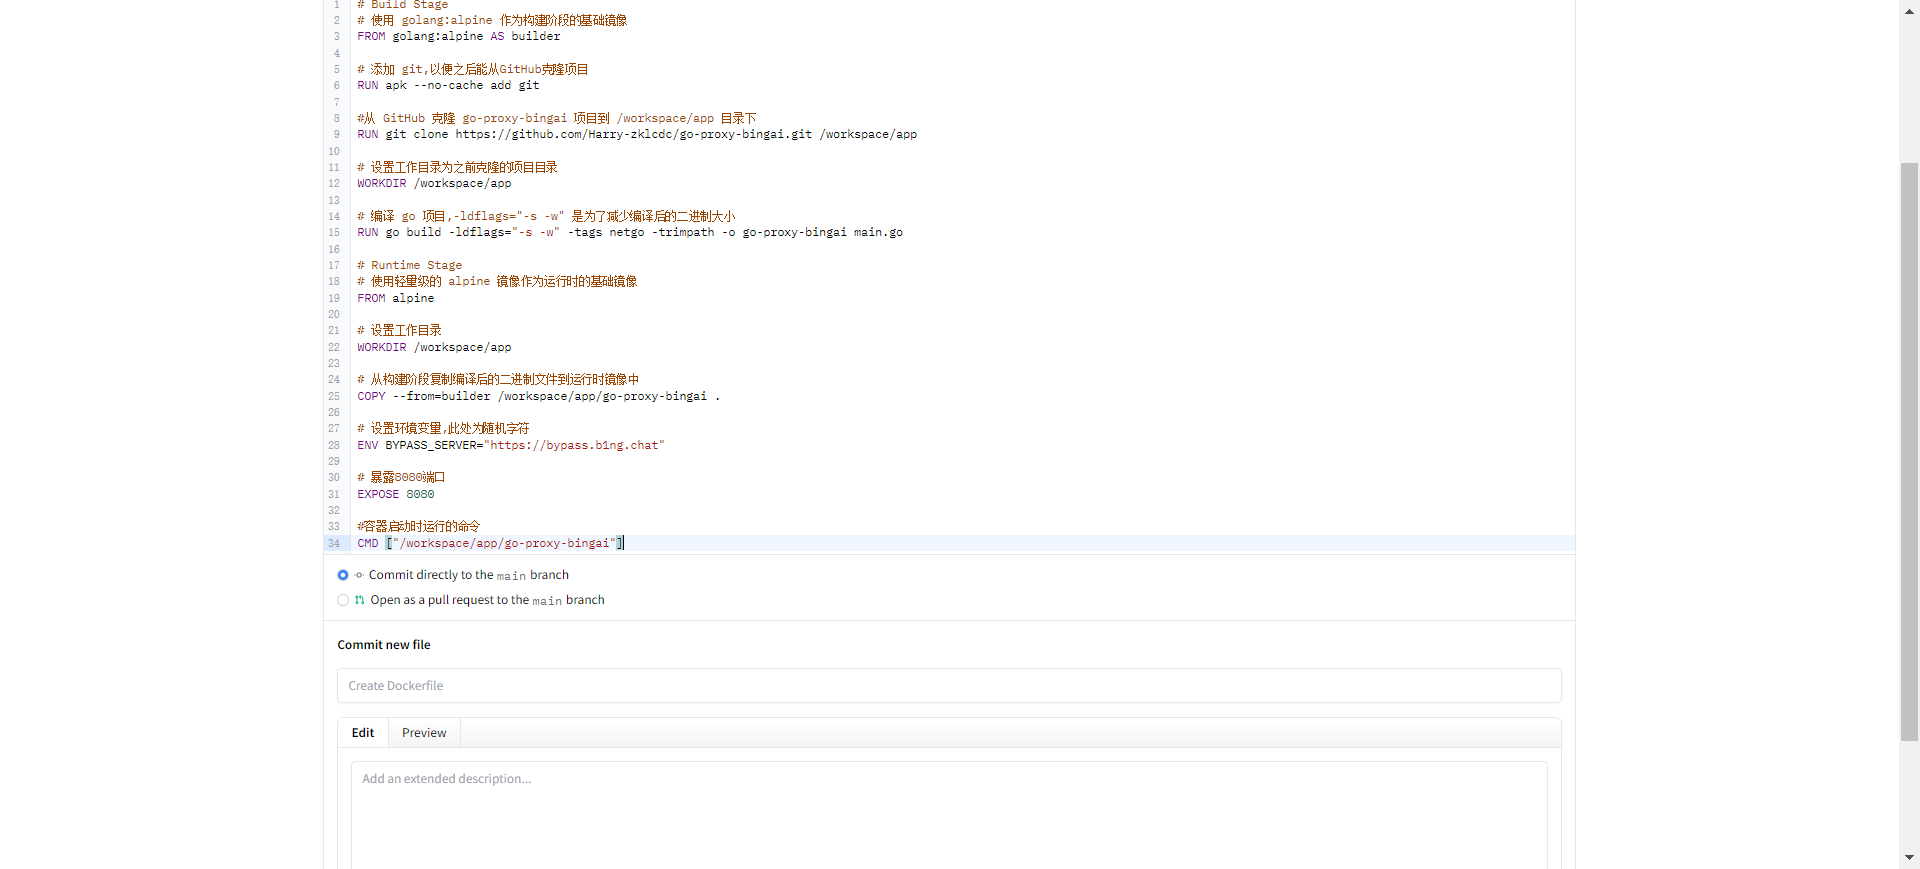 1 # Build Stage
2 # 使用 golang:alpine 作为构建阶段的基础镜像
3 FROM golang:alpine AS builder
4
5 # 添加 git,以便之后能从GitHub克隆项目
6 RUN apk --no-cache add git
7
8 #从 GitHub 克隆 go-proxy-bingai 项目到 /workspace/app 目录下
9 RUN git clone https://github.com/Harry-zklcdc/go-proxy-bingai.git /workspace/app
10
11 # 设置工作目录为之前克隆的项目目录
12 WORKDIR /workspace/app
13
14 # 编译 go 项目,-ldflags="-s -w" 是为了减少编译后的二进制大小
15 RUN go build -ldflags="-s -w" -tags netgo -trimpath -o go-proxy-bingai main.go
16
17 # Runtime Stage
18 # 使用轻量级的 alpine 镜像作为运行时的基础镜像
19 FROM alpine
20
21 # 设置工作目录
22 WORKDIR /workspace/app
23
24 # 从构建阶段复制编译后的二进制文件到运行时镜像中
25 COPY --from=builder /workspace/app/go-proxy-bingai .
26
27 # 设置环境变量,此处为随机字符
28 ENV BYPASS_SERVER="https://bypass.b1ng.chat"
29
30 # 暴露8080端口
31 EXPOSE 8080
32
33 #容器启动时运行的命令
34 CMD ["/workspace/app/go-proxy-bingai"]
Commit directly to the main branch
Open as a pull request to the main branch
Commit new file
Create Dockerfile
Edit Preview
Add an extended description...